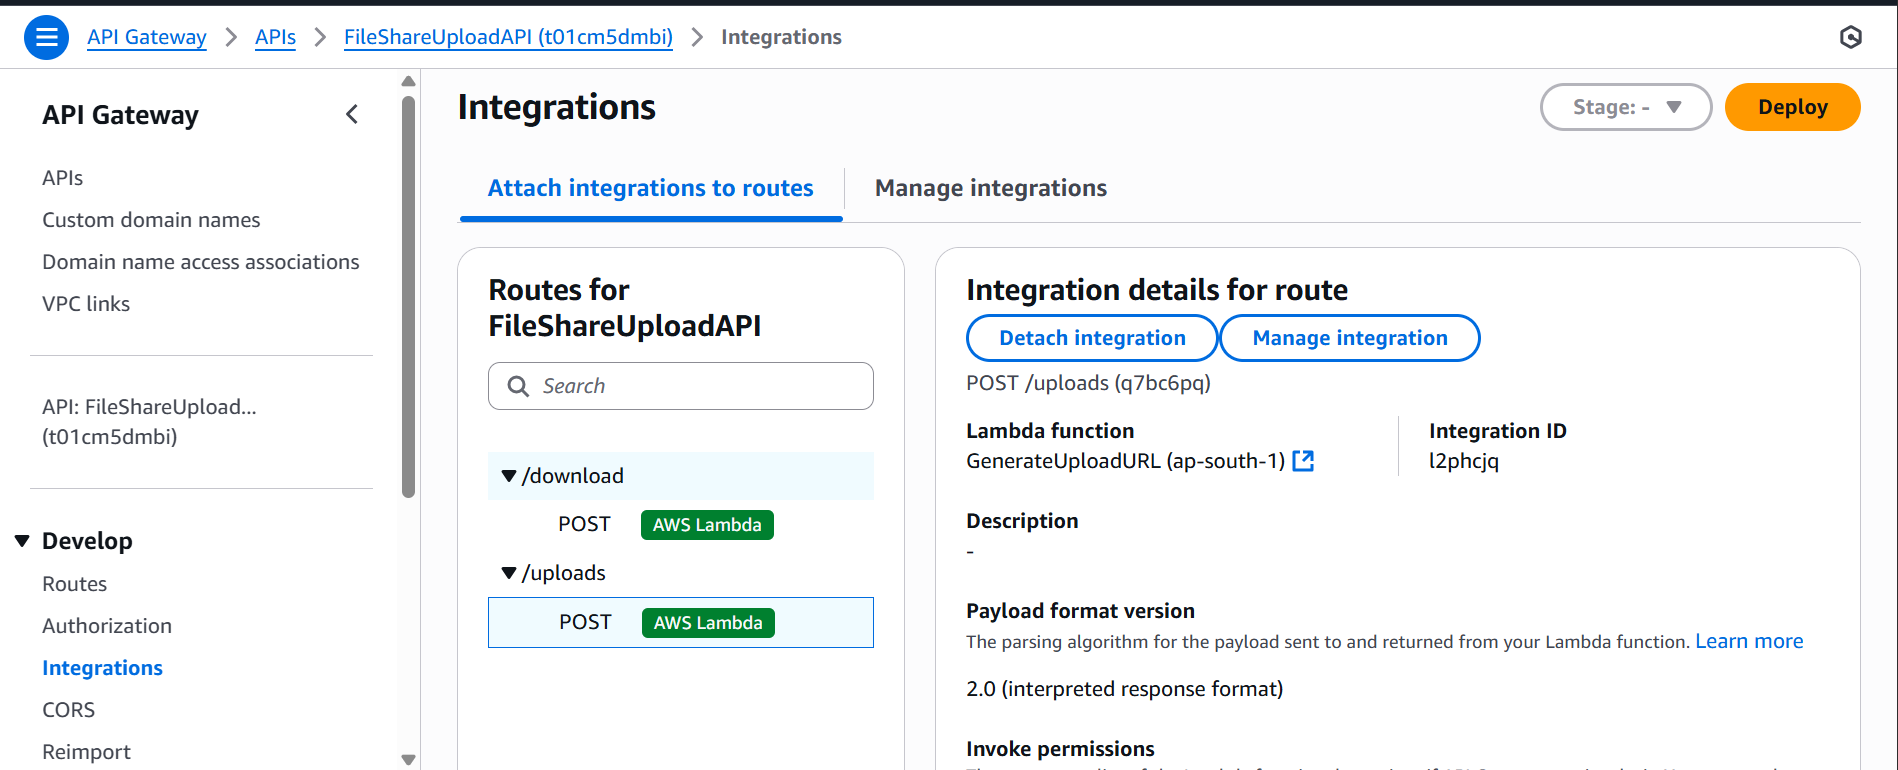 API Gateway > APIs > FileShareUploadAPI (t01cm5dmbi) > Integrations
API Gateway
APIs
Custom domain names
Domain name access associations
VPC links
API: FileShareUpload...
(t01cm5dmbi)
Develop
Routes
Authorization
Integrations
CORS
Reimport
Integrations
Stage: -
Deploy
Attach integrations to routes
Manage integrations
Routes for
FileShareUploadAPI
Search
/download
POST AWS Lambda
/uploads
POST AWS Lambda
Integration details for route
Detach integration
Manage integration
POST /uploads (q7bc6pq)
Lambda function
GenerateUploadURL (ap-south-1)
Integration ID
l2phcjq
Description
-
Payload format version
The parsing algorithm for the payload sent to and returned from your Lambda function. Learn more
2.0 (interpreted response format)
Invoke permissions